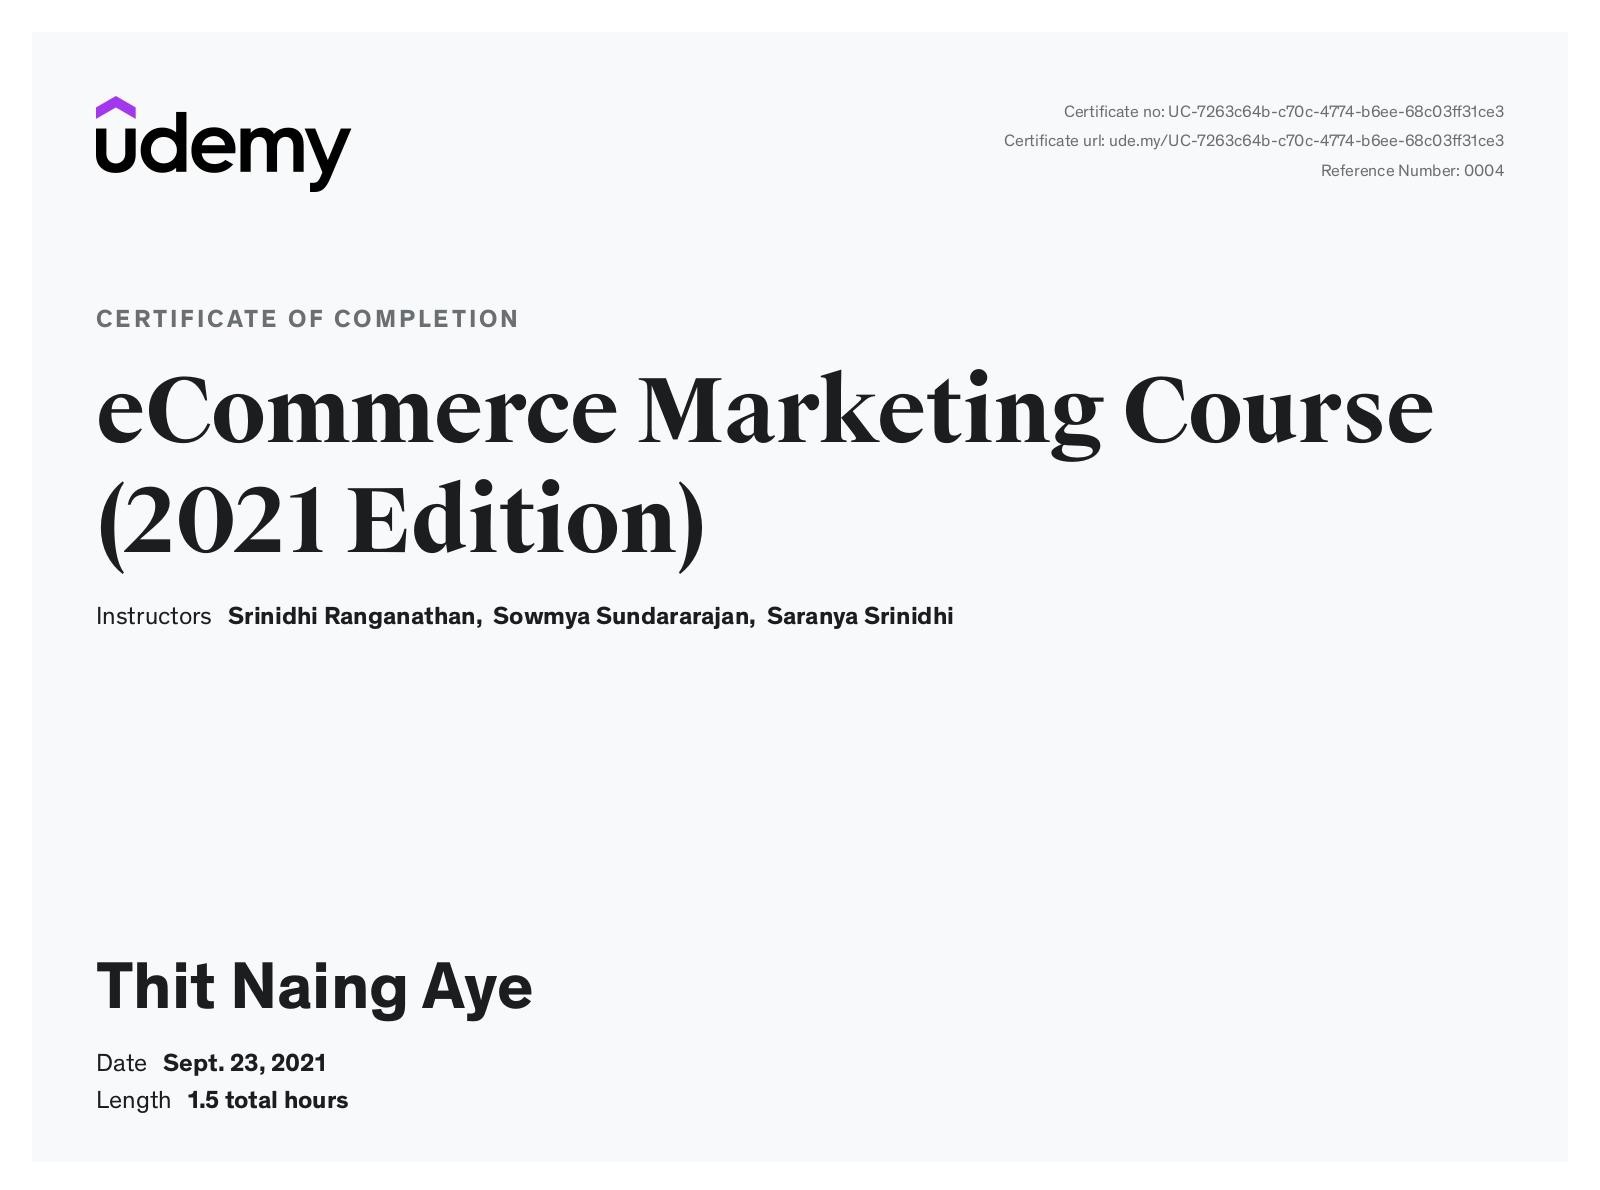 udemy
Certificate no: UC-7263c64b-c70c-4774-b6ee-68c03ff31ce3
Certificate url: ude.my/UC-7263c64b-c70c-4774-b6ee-68c03ff31ce3
Reference Number: 0004
CERTIFICATE OF COMPLETION
eCommerce Marketing Course
(2021 Edition)
Instructors Srinidhi Ranganathan, Sowmya Sundararajan, Saranya Srinidhi
Thit Naing Aye
Date Sept. 23, 2021
Length 1.5 total hours